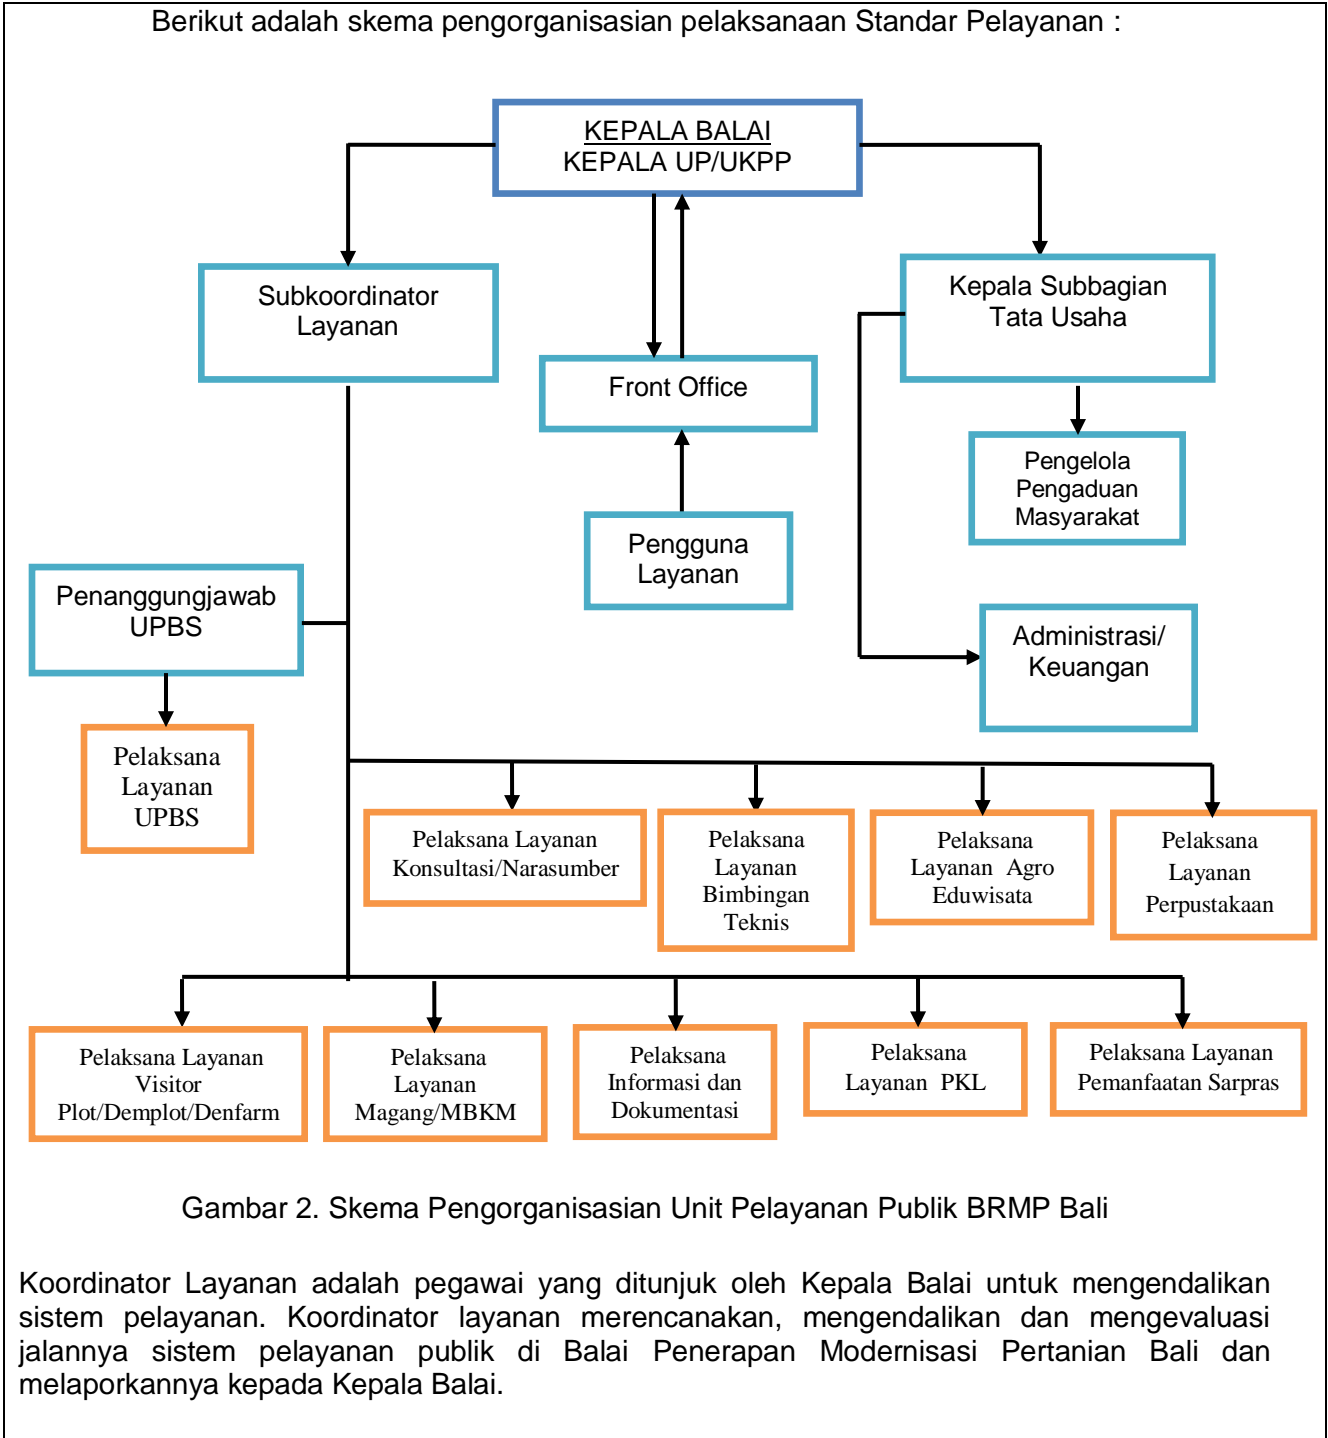 Berikut adalah skema pengorganisasian pelaksanaan Standar Pelayanan :
KEPALA BALAI
KEPALA UP/UKPP
Subkoordinator
Layanan
Kepala Subbagian
Tata Usaha
Front Office
Pengelola
Pengaduan
Masyarakat
Pengguna
Layanan
Penanggungjawab
UPBS
Administrasi/
Keuangan
Pelaksana
Layanan
UPBS
Pelaksana Layanan
Konsultasi/Narasumber
Pelaksana
Layanan
Bimbingan
Teknis
Pelaksana
Layanan Agro
Eduwisata
Pelaksana
Layanan
Perpustakaan
Pelaksana Layanan
Visitor
Plot/Demplot/Denfarm
Pelaksana
Layanan
Magang/MBKM
Pelaksana
Informasi dan
Dokumentasi
Pelaksana
Layanan PKL
Pelaksana Layanan
Pemanfaatan Sarpras
Gambar 2. Skema Pengorganisasian Unit Pelayanan Publik BRMP Bali
Koordinator Layanan adalah pegawai yang ditunjuk oleh Kepala Balai untuk mengendalikan
sistem pelayanan. Koordinator layanan merencanakan, mengendalikan dan mengevaluasi
jalannya sistem pelayanan publik di Balai Penerapan Modernisasi Pertanian Bali dan
melaporkannya kepada Kepala Balai.